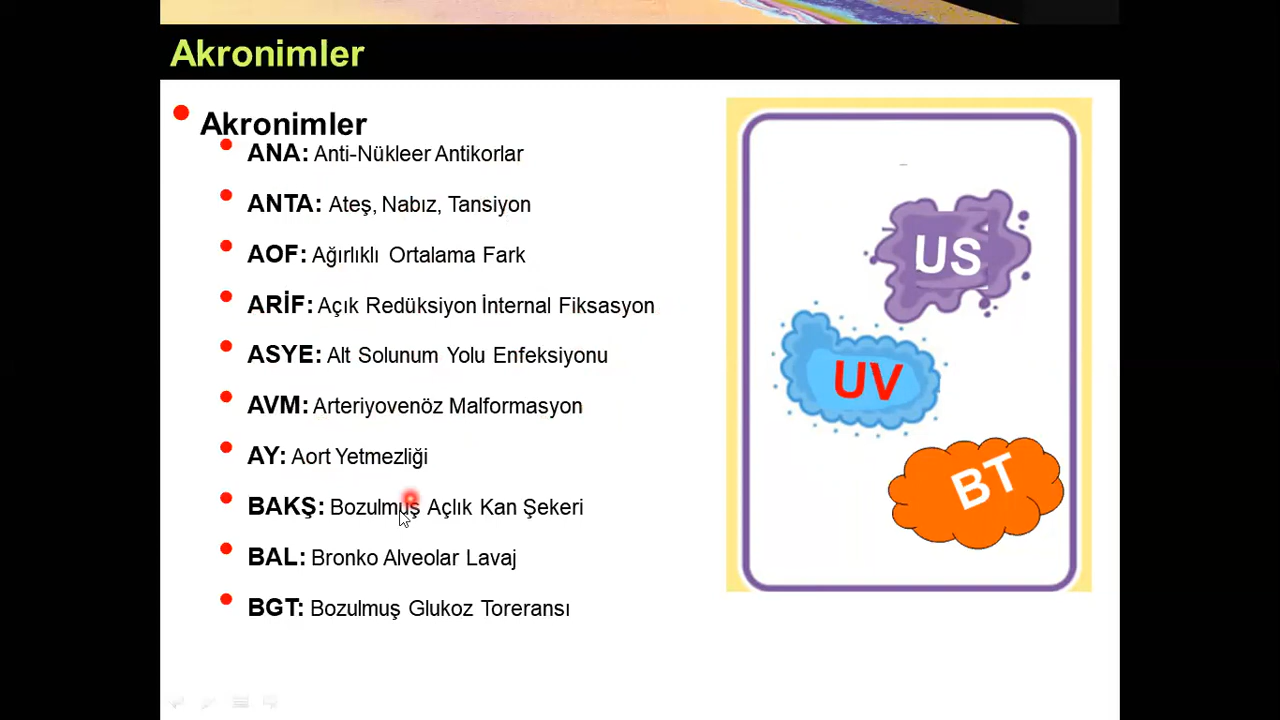 Akronimler
Akronimler
ANA: Anti-Nükleer Antikorlar
ANTA: Ateş, Nabız, Tansiyon
AOF: Ağırlıklı Ortalama Fark
ARİF: Açık Redüksiyon İnternal Fiksasyon
ASYE: Alt Solunum Yolu Enfeksiyonu
AVM: Arteriyovenöz Malformasyon
AY: Aort Yetmezliği
BAKŞ: Bozulmuş Açlık Kan Şekeri
BAL: Bronko Alveolar Lavaj
BGT: Bozulmuş Glukoz Toreransı
US
UV
BT